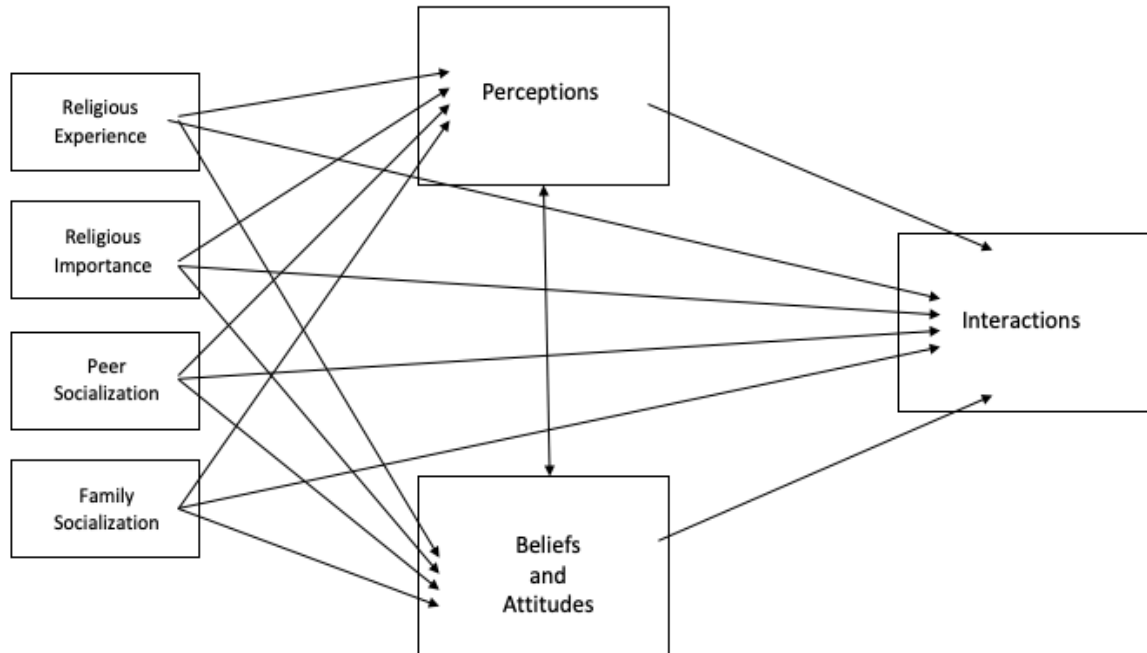 Religious
Experience
Religious
Importance
Peer
Socialization
Family
Socialization
Perceptions
Beliefs
and
Attitudes
Interactions